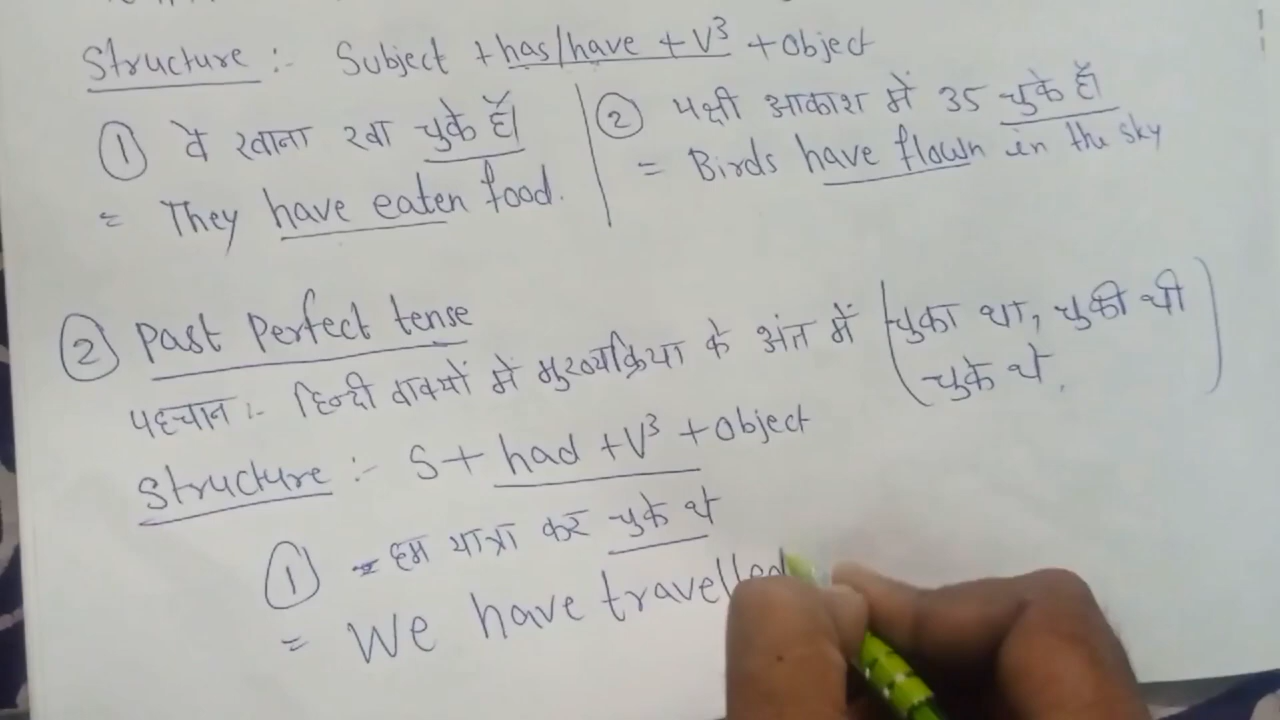 Structure :- Subject + has/have + V³ + object
① वे खाना खा चुके हैं।
= They have eaten food.
② पक्षी आकाश में उड़ चुके हैं।
= Birds have flown in the sky
② Past Perfect tense
पहचान :- हिन्दी वाक्यों में मुख्यक्रिया के अंत में (चुका था, चुकी थी
चुके थे.)
Structure :- S + had + V³ + object
① हम यात्रा कर चुके थे
= We have travelled